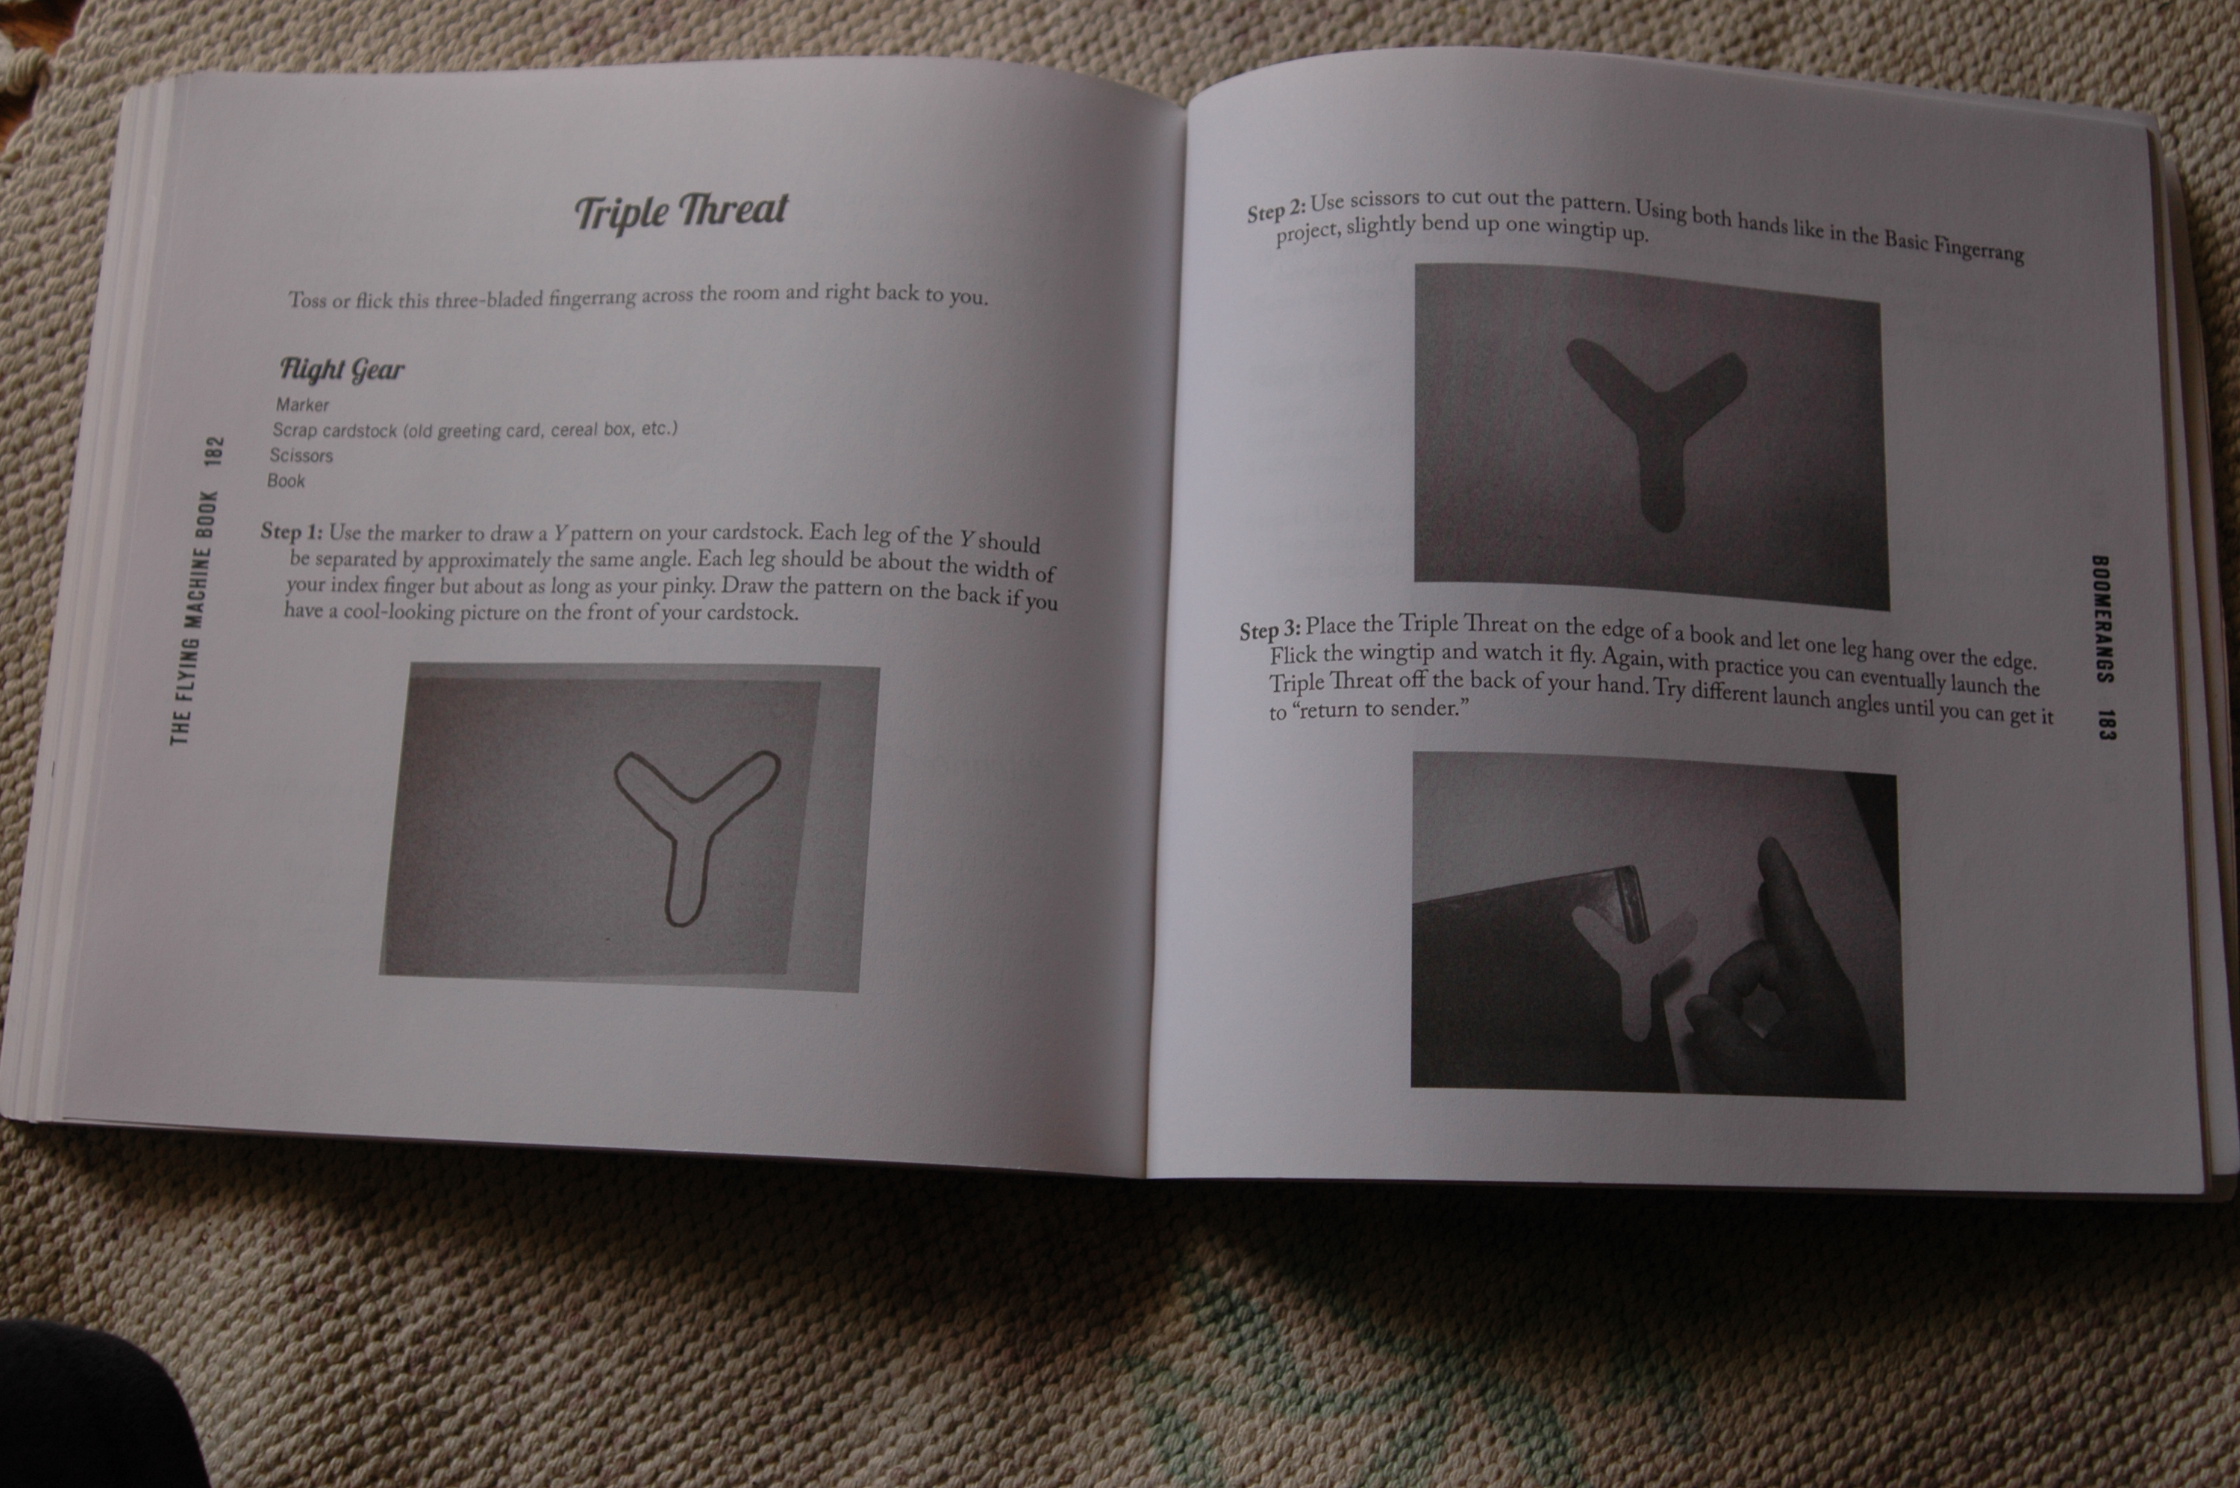 Triple Threat
Toss or flick this three-bladed fingerrang across the room and right back to you.
Flight Gear
Marker
Scrap cardstock (old greeting card, cereal box, etc.)
Scissors
Book
Step 1: Use the marker to draw a Y pattern on your cardstock. Each leg of the Y should
be separated by approximately the same angle. Each leg should be about the width of
your index finger but about as long as your pinky. Draw the pattern on the back if you
have a cool-looking picture on the front of your cardstock.
THE FLYING MACHINE BOOK 182
Step 2: Use scissors to cut out the pattern. Using both hands like in the Basic Fingerrang
project, slightly bend up one wingtip up.
Step 3: Place the Triple Threat on the edge of a book and let one leg hang over the edge.
Flick the wingtip and watch it fly. Again, with practice you can eventually launch the
Triple Threat off the back of your hand. Try different launch angles until you can get it
to “return to sender.”
BOOMERANGS 183